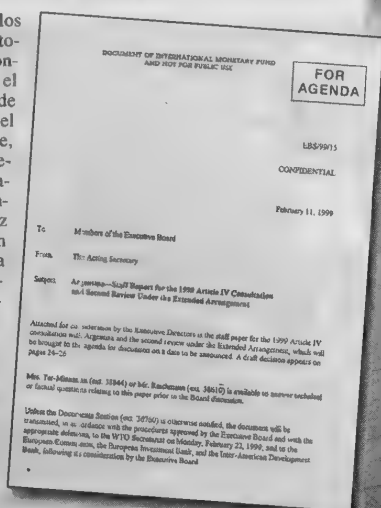 los
to-
on-
el
de
el
e,
e-
n-
n-
z
n
a
-
.
DOCUMENT OF INTERNATIONAL MONETARY FUND
AND NOT FOR PUBLIC USE
FOR
AGENDA
EBS/99/15
CONFIDENTIAL
February 11, 1999
To: Members of the Executive Board
From: The Acting Secretary
Subject: Argentina—Staff Report for the 1999 Article IV Consultation
and Second Review Under the Extended Arrangement
Attached for consideration by the Executive Directors is the staff paper for the 1999 Article IV
consultation with Argentina and the second review under the Extended Arrangement, which will
be brought to the agenda for discussion on a date to be announced. A draft decision appears on
pages 24-26
Mrs. Ter-Minassian (ext. 38844) or Mr. Reichmann (ext. 38610) is available to answer technical
or factual questions relating to this paper prior to the Board discussion.
Unless the Documents Section (ext. 38760) is otherwise notified, the document will be
transmitted, in accordance with the procedures approved by the Executive Board and with the
appropriate deletions, to the WTO Secretariat on Monday, February 22, 1999, and to the
European Commission, the European Investment Bank, and the Inter-American Development
Bank, following its consideration by the Executive Board